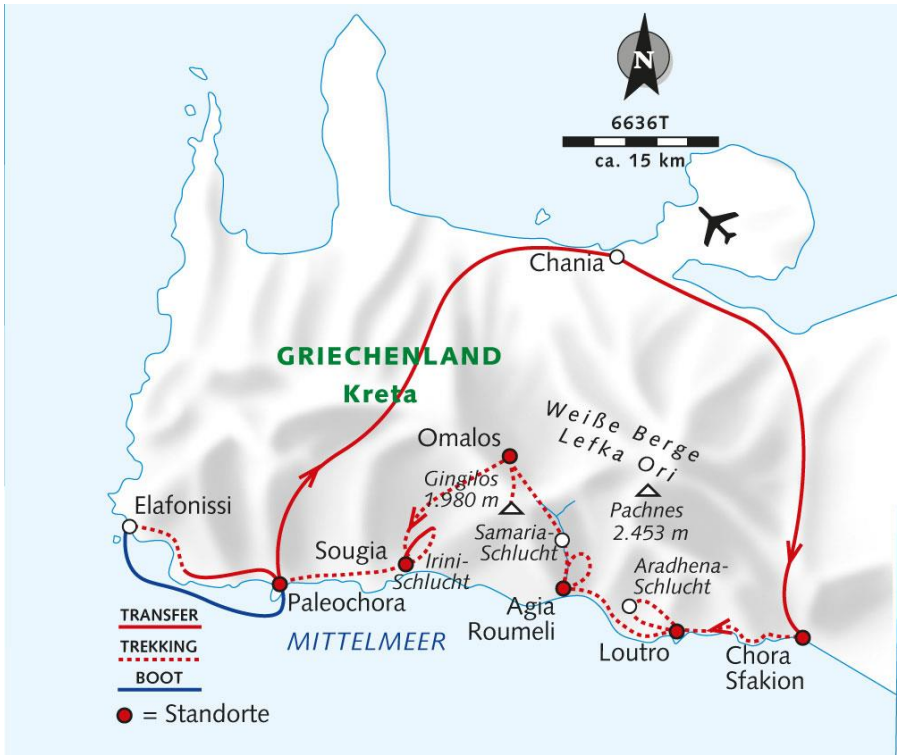 N
6636T
ca. 15 km
Chania
GRIECHENLAND
Kreta
Weiße Berge
Lefka Ori
Omalos
Gingilos
1.980 m
Pachnes
2.453 m
Elafonissi
Samaria-
Schlucht
Sougia
Irini-
Schlucht
Aradhena-
Schlucht
Paleochora
Agia
Roumeli
TRANSFER
MITTELMEER
Loutro
Chora
Sfakion
TREKKING
BOOT
= Standorte